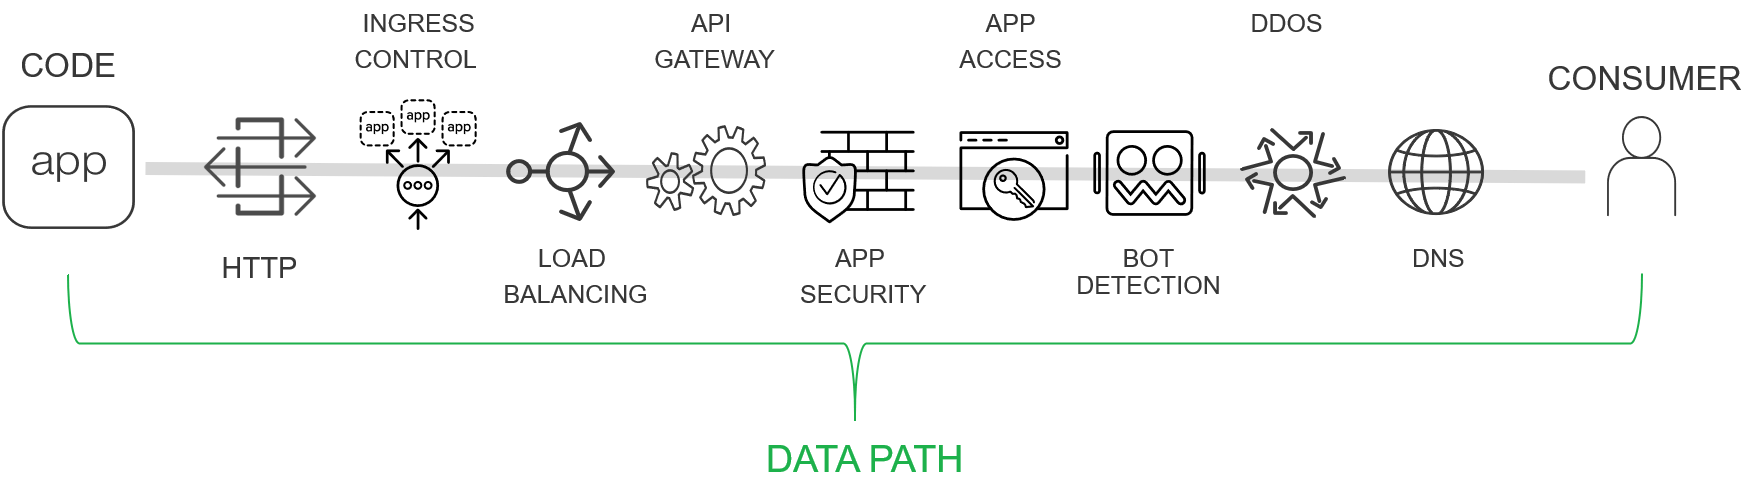 CODE
app
HTTP
INGRESS
CONTROL
app
app
app
LOAD
BALANCING
API
GATEWAY
APP
SECURITY
APP
ACCESS
BOT
DETECTION
DDOS
DNS
CONSUMER
DATA PATH